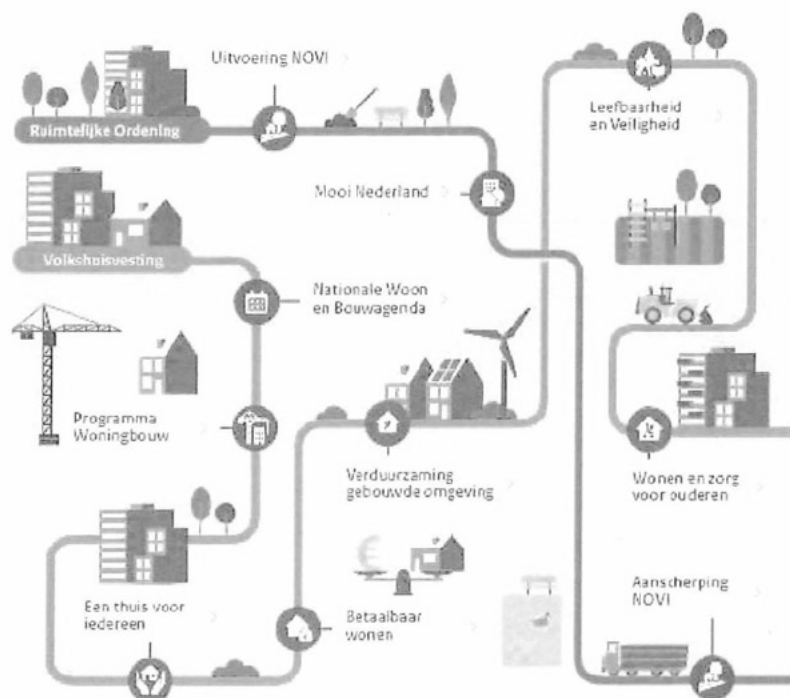 Uitvoering NOVI
Ruimtelijke Ordening
Leefbaarheid
en Veiligheid
Mooi Nederland
Volkshuisvesting
Nationale Woon
en Bouwagenda
Programma
Woningbouw
Verduurzaming
gebouwde omgeving
Wonen en zorg
voor ouderen
Een thuis voor
iedereen
Betaalbaar
wonen
Aanscherping
NOVI